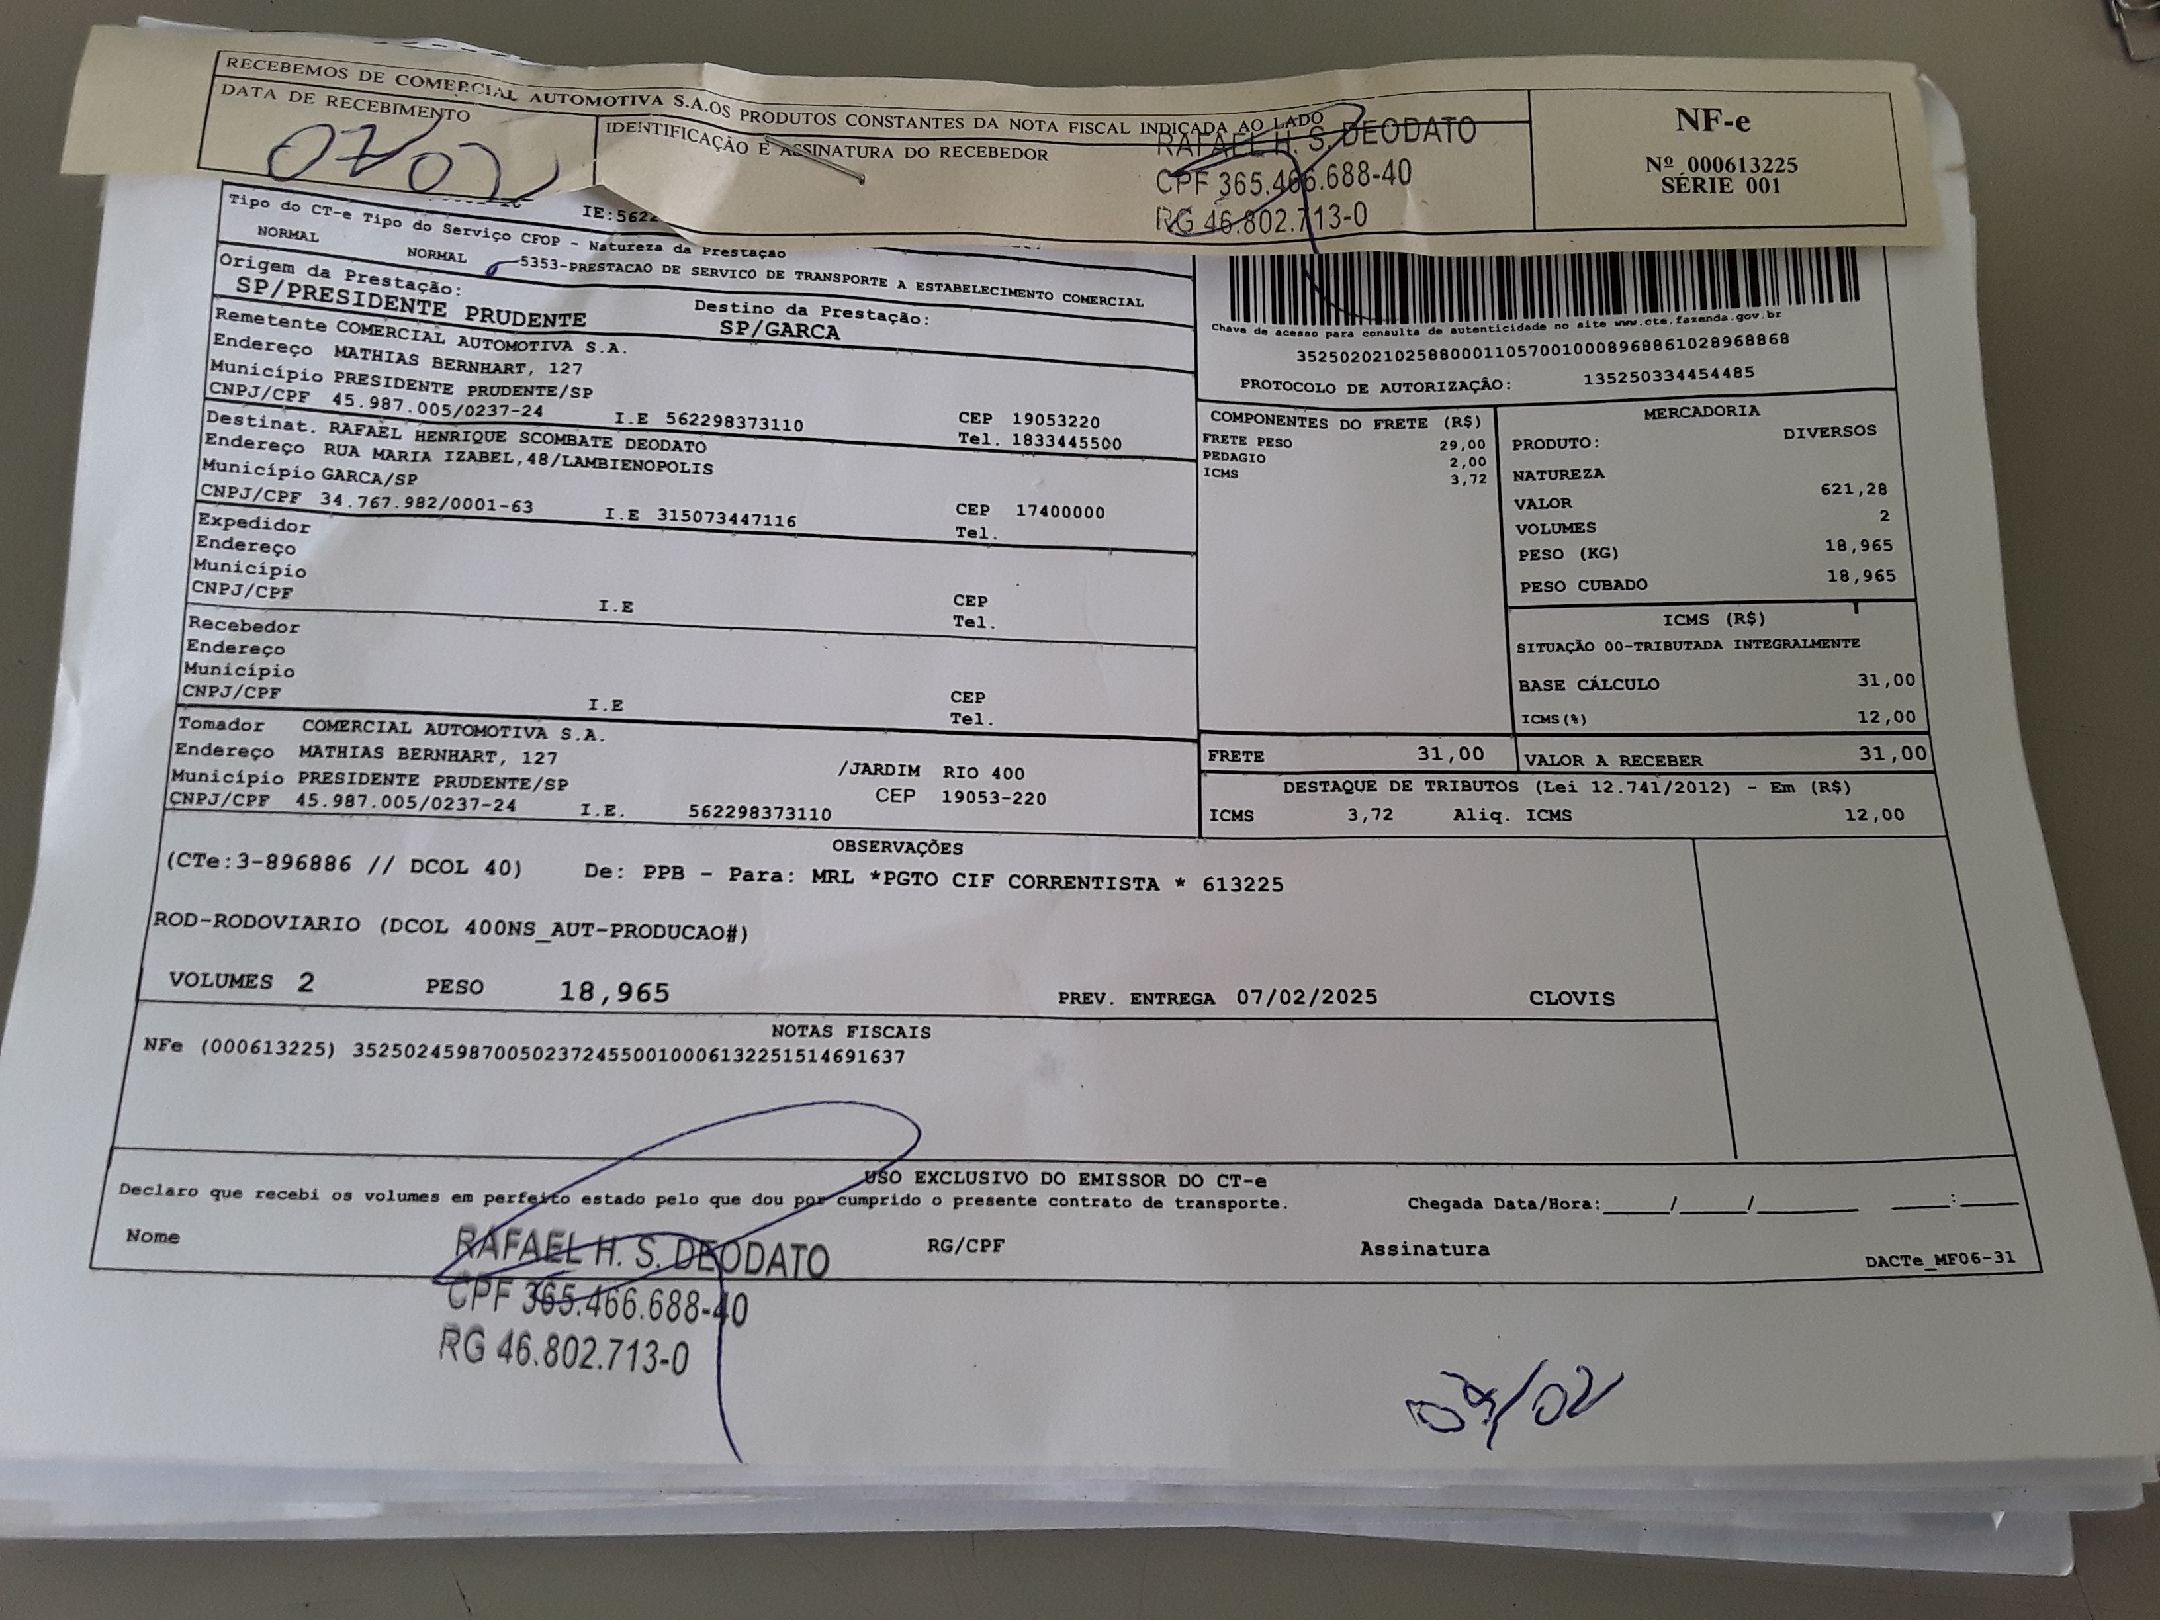 RECEBEMOS DE COMERCIAL AUTOMOTIVA S.A.OS PRODUTOS CONSTANTES DA NOTA FISCAL INDICADA AO LADO
DATA DE RECEBIMENTO
07/02
IDENTIFICAÇÃO E ASSINATURA DO RECEBEDOR
RAFAEL H. S. DEODATO
CPF 365.466.688-40
RG 46.802.713-0
NF-e
Nº 000613225
SÉRIE 001
IE:5622
Tipo do CT-e Tipo do Serviço CFOP - Natureza da Prestação
NORMAL NORMAL 5353-PRESTACAO DE SERVICO DE TRANSPORTE A ESTABELECIMENTO COMERCIAL
Origem da Prestação: Destino da Prestação:
SP/PRESIDENTE PRUDENTE SP/GARCA
Remetente COMERCIAL AUTOMOTIVA S.A.
Endereço MATHIAS BERNHART, 127
Município PRESIDENTE PRUDENTE/SP CEP 19053220
CNPJ/CPF 45.987.005/0237-24 I.E 562298373110 Tel. 1833445500
Destinat. RAFAEL HENRIQUE SCOMBATE DEODATO
Endereço RUA MARIA IZABEL,48/LAMBIENOPOLIS
Município GARCA/SP CEP 17400000
CNPJ/CPF 34.767.982/0001-63 I.E 315073447116 Tel.
Expedidor
Endereço
Município CEP
CNPJ/CPF I.E Tel.
Recebedor
Endereço
Município CEP
CNPJ/CPF I.E Tel.
Tomador COMERCIAL AUTOMOTIVA S.A.
Endereço MATHIAS BERNHART, 127 /JARDIM RIO 400
Município PRESIDENTE PRUDENTE/SP CEP 19053-220
CNPJ/CPF 45.987.005/0237-24 I.E. 562298373110
Chave de acesso para consulta de autenticidade no site www.cte.fazenda.gov.br
35250202102588000110570010008968861028968868
PROTOCOLO DE AUTORIZAÇÃO: 135250334454485
COMPONENTES DO FRETE (R$)
FRETE PESO 29,00
PEDAGIO 2,00
ICMS 3,72
MERCADORIA
PRODUTO: DIVERSOS
NATUREZA
VALOR 621,28
VOLUMES 2
PESO (KG) 18,965
PESO CUBADO 18,965
ICMS (R$)
SITUAÇÃO 00-TRIBUTADA INTEGRALMENTE
BASE CÁLCULO 31,00
ICMS(%) 12,00
FRETE 31,00 VALOR A RECEBER 31,00
DESTAQUE DE TRIBUTOS (Lei 12.741/2012) - Em (R$)
ICMS 3,72 Aliq. ICMS 12,00
OBSERVAÇÕES
(CTe:3-896886 // DCOL 40) De: PPB - Para: MRL *PGTO CIF CORRENTISTA * 613225
ROD-RODOVIARIO (DCOL 400NS_AUT-PRODUCAO#)
VOLUMES 2 PESO 18,965 PREV. ENTREGA 07/02/2025 CLOVIS
NOTAS FISCAIS
NFe (000613225) 35250245987005023724550010006132251514691637
USO EXCLUSIVO DO EMISSOR DO CT-e
Declaro que recebi os volumes em perfeito estado pelo que dou por cumprido o presente contrato de transporte. Chegada Data/Hora:____/____/______ ____:____
Nome RG/CPF Assinatura DACTe_MF06-31
RAFAEL H. S. DEODATO
CPF 365.466.688-40
RG 46.802.713-0
07/02